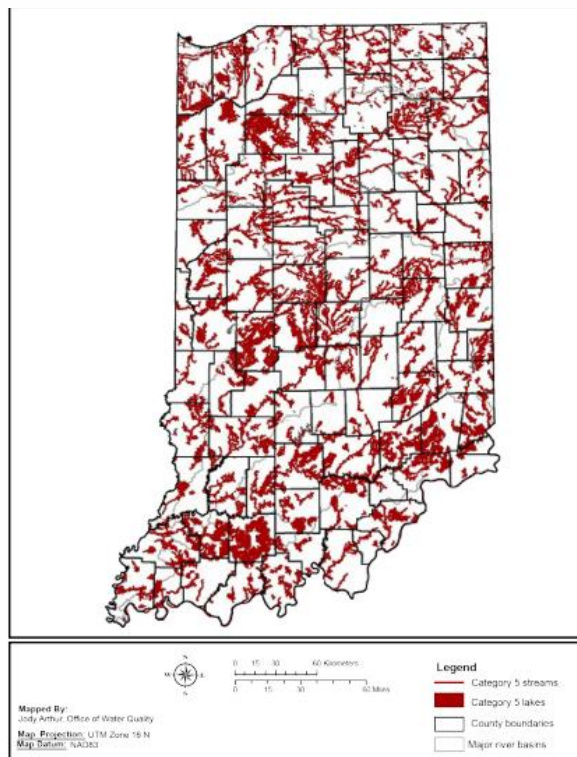 N
W
E
S
0 15 30 60 Kilometers
0 15 30 60 Miles
Mapped By:
Jody Arthur, Office of Water Quality
Map Projection: UTM Zone 16 N
Map Datum: NAD83
Legend
Category 5 streams
Category 5 lakes
County boundaries
Major river basins